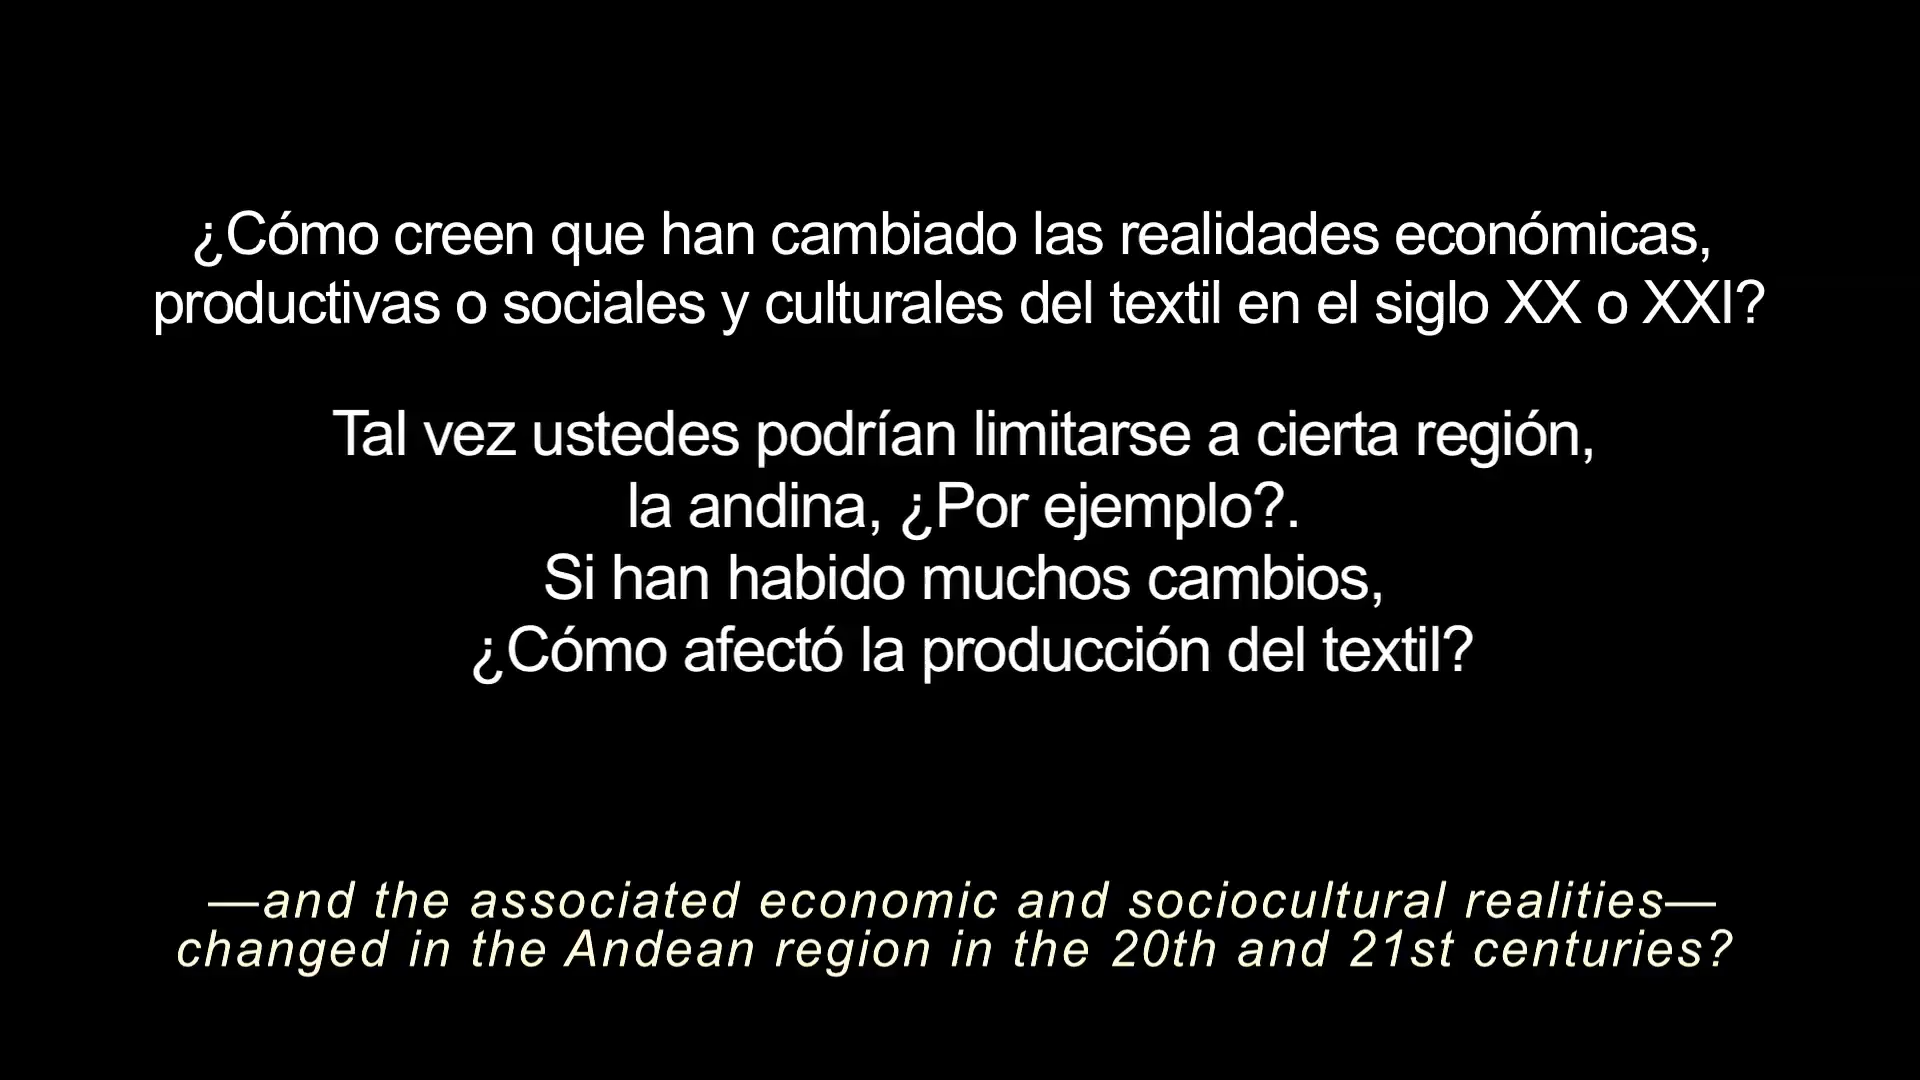 ¿Cómo creen que han cambiado las realidades económicas,
productivas o sociales y culturales del textil en el siglo XX o XXI?
Tal vez ustedes podrían limitarse a cierta región,
la andina, ¿Por ejemplo?.
Si han habido muchos cambios,
¿Cómo afectó la producción del textil?
—and the associated economic and sociocultural realities—
changed in the Andean region in the 20th and 21st centuries?